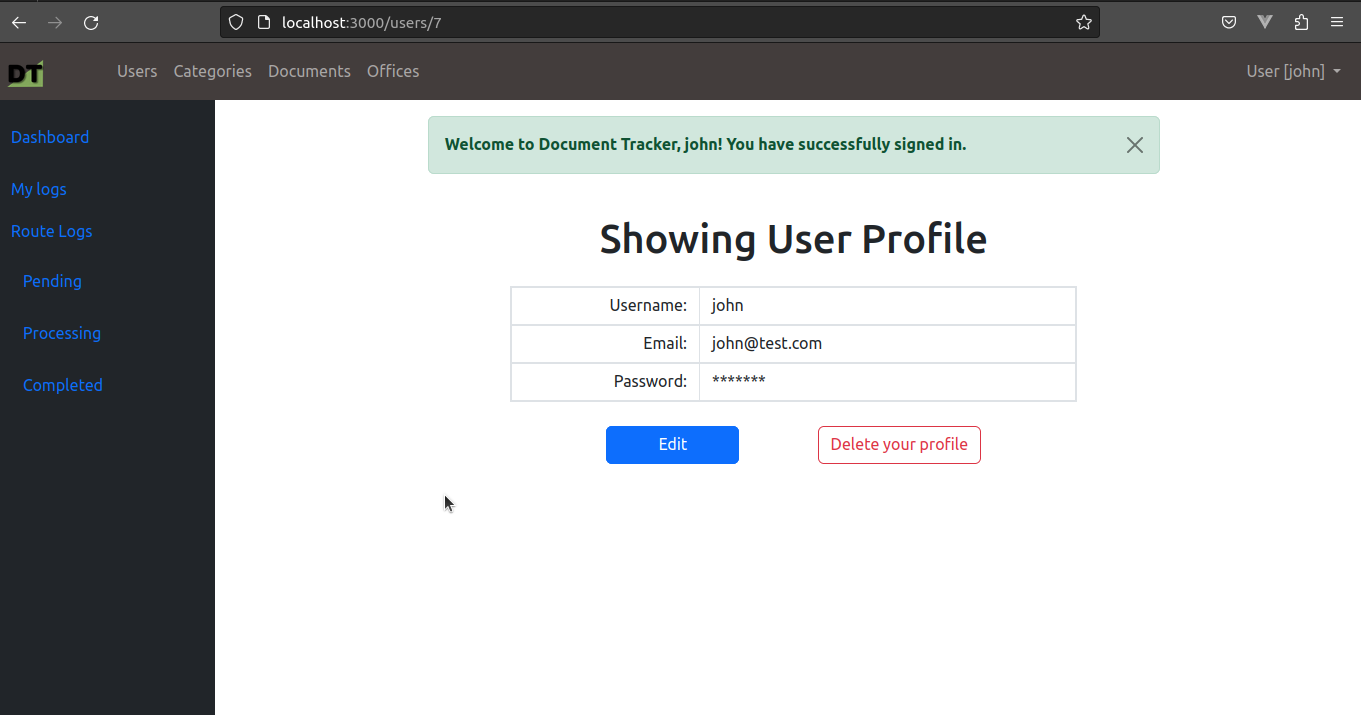 localhost:3000/users/7
DT
Users Categories Documents Offices User [john]
Dashboard
My logs
Route Logs
Pending
Processing
Completed
Welcome to Document Tracker, john! You have successfully signed in.
Showing User Profile
Username: john
Email: john@test.com
Password: *******
Edit Delete your profile